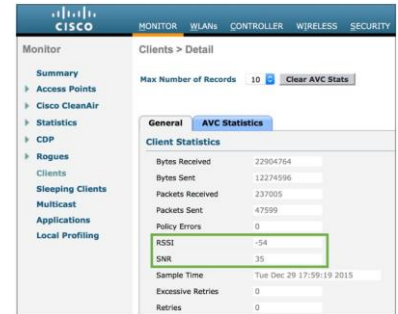 CISCO
MONITOR WLANs CONTROLLER WIRELESS SECURITY
Monitor
Summary
Access Points
Cisco CleanAir
Statistics
CDP
Rogues
Clients
Sleeping Clients
Multicast
Applications
Local Profiling
Clients > Detail
Max Number of Records 10 Clear AVC Stats
General AVC Statistics
Client Statistics
Bytes Received 22904764
Bytes Sent 12274596
Packets Received 237005
Packets Sent 47599
Policy Errors 0
RSSI -54
SNR 35
Sample Time Tue Dec 29 17:59:19 2015
Excessive Retries 0
Retries 0